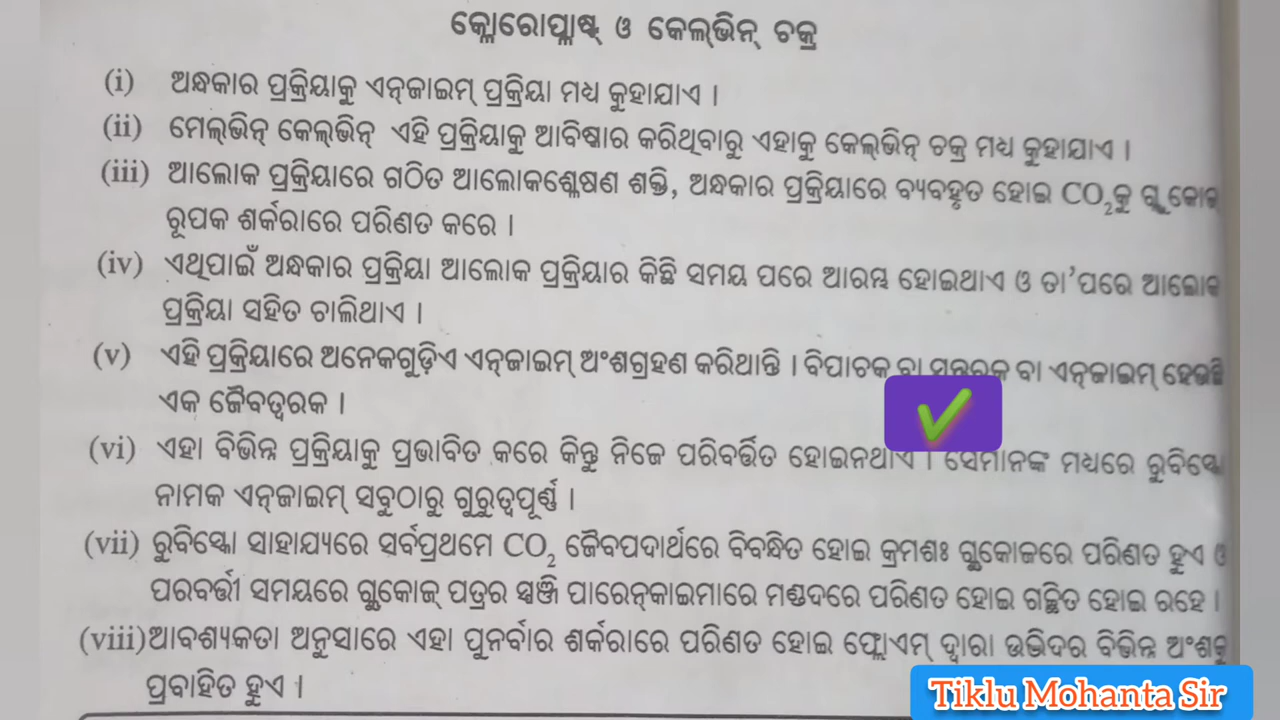 କ୍ଲୋରୋପ୍ଲାଷ୍ଟ ଓ କେଲ୍‌ଭିନ୍ ଚକ୍ର
(i) ଅନ୍ଧକାର ପ୍ରକ୍ରିୟାକୁ ଏନ୍‌ଜାଇମ୍ ପ୍ରକ୍ରିୟା ମଧ୍ୟ କୁହାଯାଏ ।
(ii) ମେଲ୍‌ଭିନ୍ କେଲ୍‌ଭିନ୍ ଏହି ପ୍ରକ୍ରିୟାକୁ ଆବିଷ୍କାର କରିଥିବାରୁ ଏହାକୁ କେଲ୍‌ଭିନ୍ ଚକ୍ର ମଧ୍ୟ କୁହାଯାଏ ।
(iii) ଆଲୋକ ପ୍ରକ୍ରିୟାରେ ଗଠିତ ଆଲୋକଶ୍ଳେଷଣ ଶକ୍ତି, ଅନ୍ଧକାର ପ୍ରକ୍ରିୟାରେ ବ୍ୟବହୃତ ହୋଇ CO₂କୁ ଗ୍ଲୁକୋଜ୍
ରୂପକ ଶର୍କରାରେ ପରିଣତ କରେ ।
(iv) ଏଥିପାଇଁ ଅନ୍ଧକାର ପ୍ରକ୍ରିୟା ଆଲୋକ ପ୍ରକ୍ରିୟାର କିଛି ସମୟ ପରେ ଆରମ୍ଭ ହୋଇଥାଏ ଓ ତା’ପରେ ଆଲୋକ
ପ୍ରକ୍ରିୟା ସହିତ ଚାଲିଥାଏ ।
(v) ଏହି ପ୍ରକ୍ରିୟାରେ ଅନେକଗୁଡ଼ିଏ ଏନ୍‌ଜାଇମ୍ ଅଂଶଗ୍ରହଣ କରିଥାନ୍ତି । ବିପାଚକ ବା ବା ଏନ୍‌ଜାଇମ୍ ହେଉଛି
ଏକ ଜୈବତ୍ୱରକ ।
(vi) ଏହା ବିଭିନ୍ନ ପ୍ରକ୍ରିୟାକୁ ପ୍ରଭାବିତ କରେ କିନ୍ତୁ ନିଜେ ପରିବର୍ତ୍ତିତ ହୋଇନଥାଏ । ସେମାନଙ୍କ ମଧ୍ୟରେ ରୁବିସ୍କୋ
ନାମକ ଏନ୍‌ଜାଇମ୍ ସବୁଠାରୁ ଗୁରୁତ୍ୱପୂର୍ଣ୍ଣ ।
(vii) ରୁବିସ୍କୋ ସାହାଯ୍ୟରେ ସର୍ବପ୍ରଥମେ CO₂ ଜୈବପଦାର୍ଥରେ ବିବନ୍ଧିତ ହୋଇ କ୍ରମଶଃ ଗ୍ଲୁକୋଜରେ ପରିଣତ ହୁଏ ଓ
ପରବର୍ତ୍ତୀ ସମୟରେ ଗ୍ଲୁକୋଜ୍ ପତ୍ରର ସ୍ପଞ୍ଜି ପାରେନ୍‌କାଇମାରେ ମଣ୍ଡଦରେ ପରିଣତ ହୋଇ ଗଚ୍ଛିତ ହୋଇ ରହେ ।
(viii) ଆବଶ୍ୟକତା ଅନୁସାରେ ଏହା ପୁନର୍ବାର ଶର୍କରାରେ ପରିଣତ ହୋଇ ଫ୍ଲୋଏମ୍ ଦ୍ୱାରା ଉଦ୍ଭିଦର ବିଭିନ୍ନ ଅଂଶକୁ
ପ୍ରବାହିତ ହୁଏ ।
Tiklu Mohanta Sir